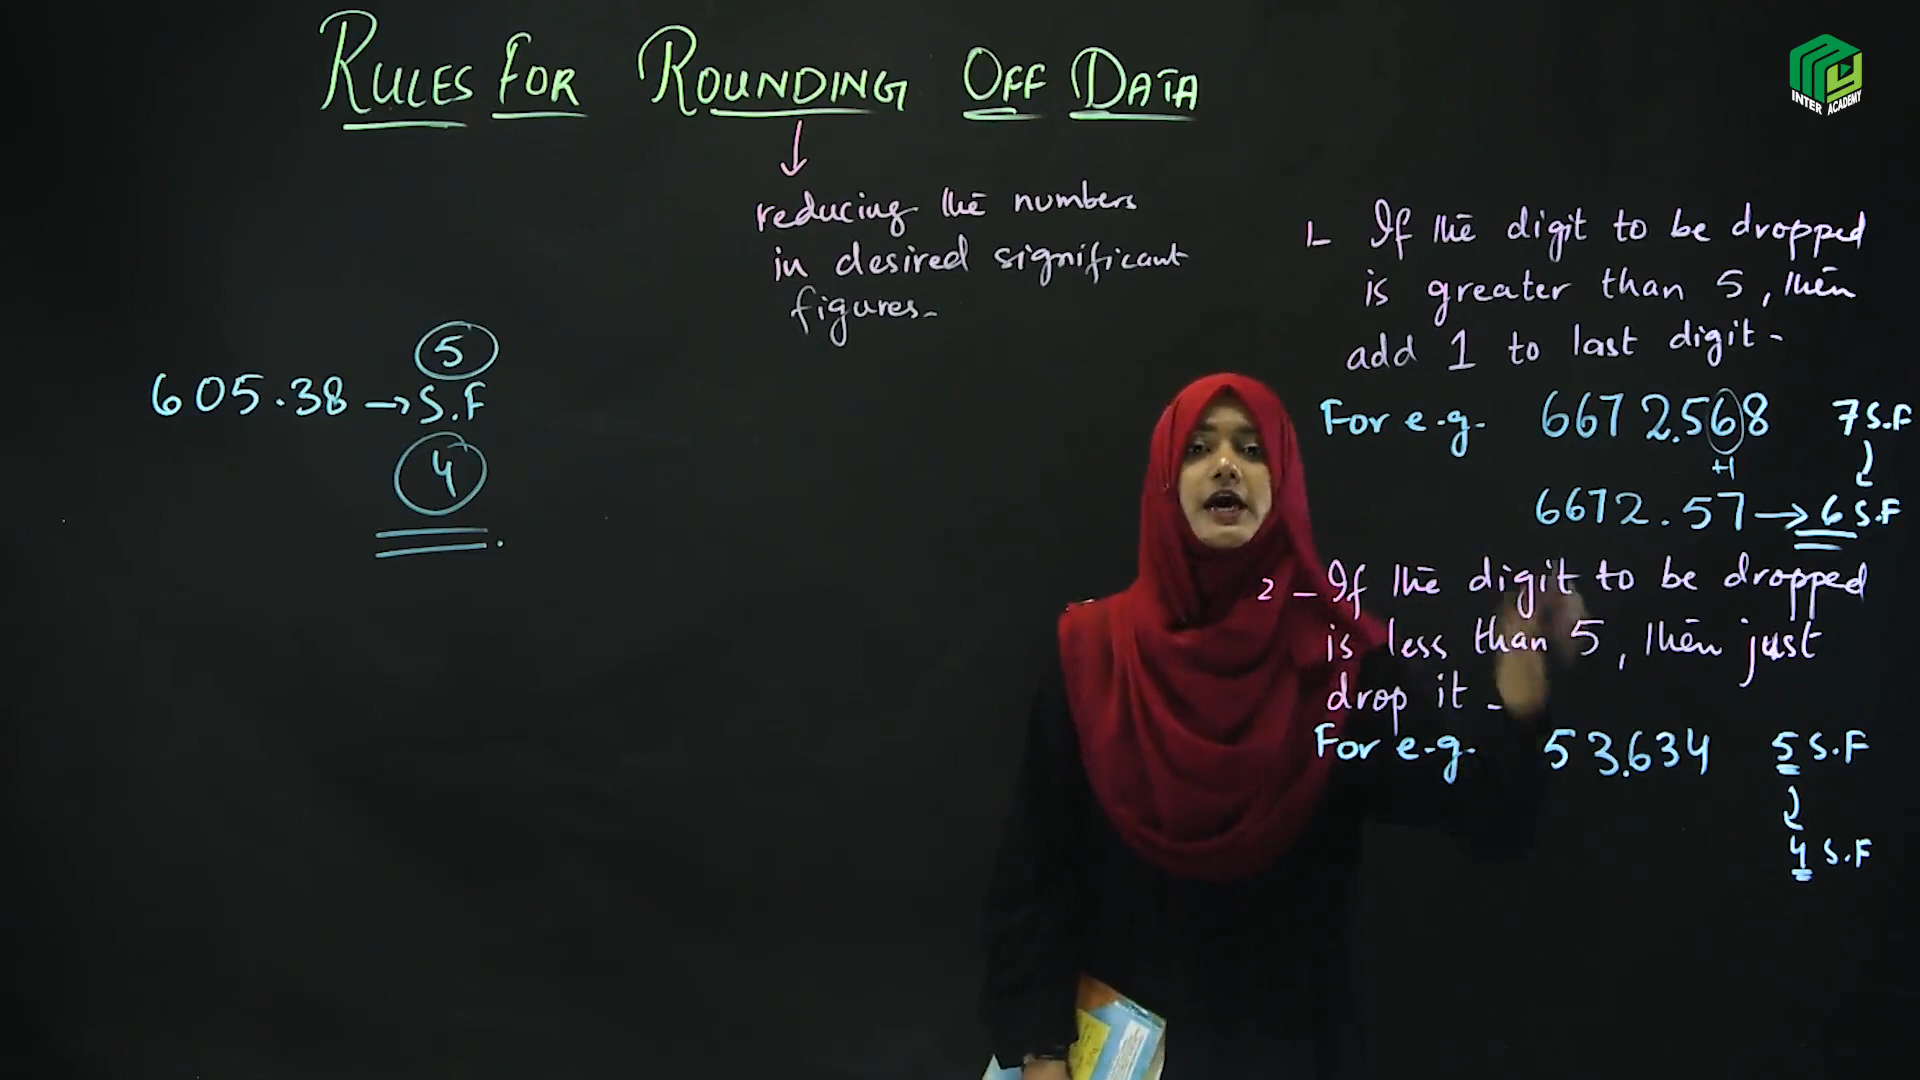 RULES FOR ROUNDING OFF DATA
INTER ACADEMY
reducing the numbers
in desired significant
figures-
5
605.38 → S.F
4
1- If the digit to be dropped
is greater than 5, then
add 1 to last digit-
For e.g. 6672.568 7 S.F
+1
6672.57 → 6 S.F
2 - If the digit to be dropped
is less than 5, then just
drop it -
For e.g. 53.634 5 S.F
4 S.F